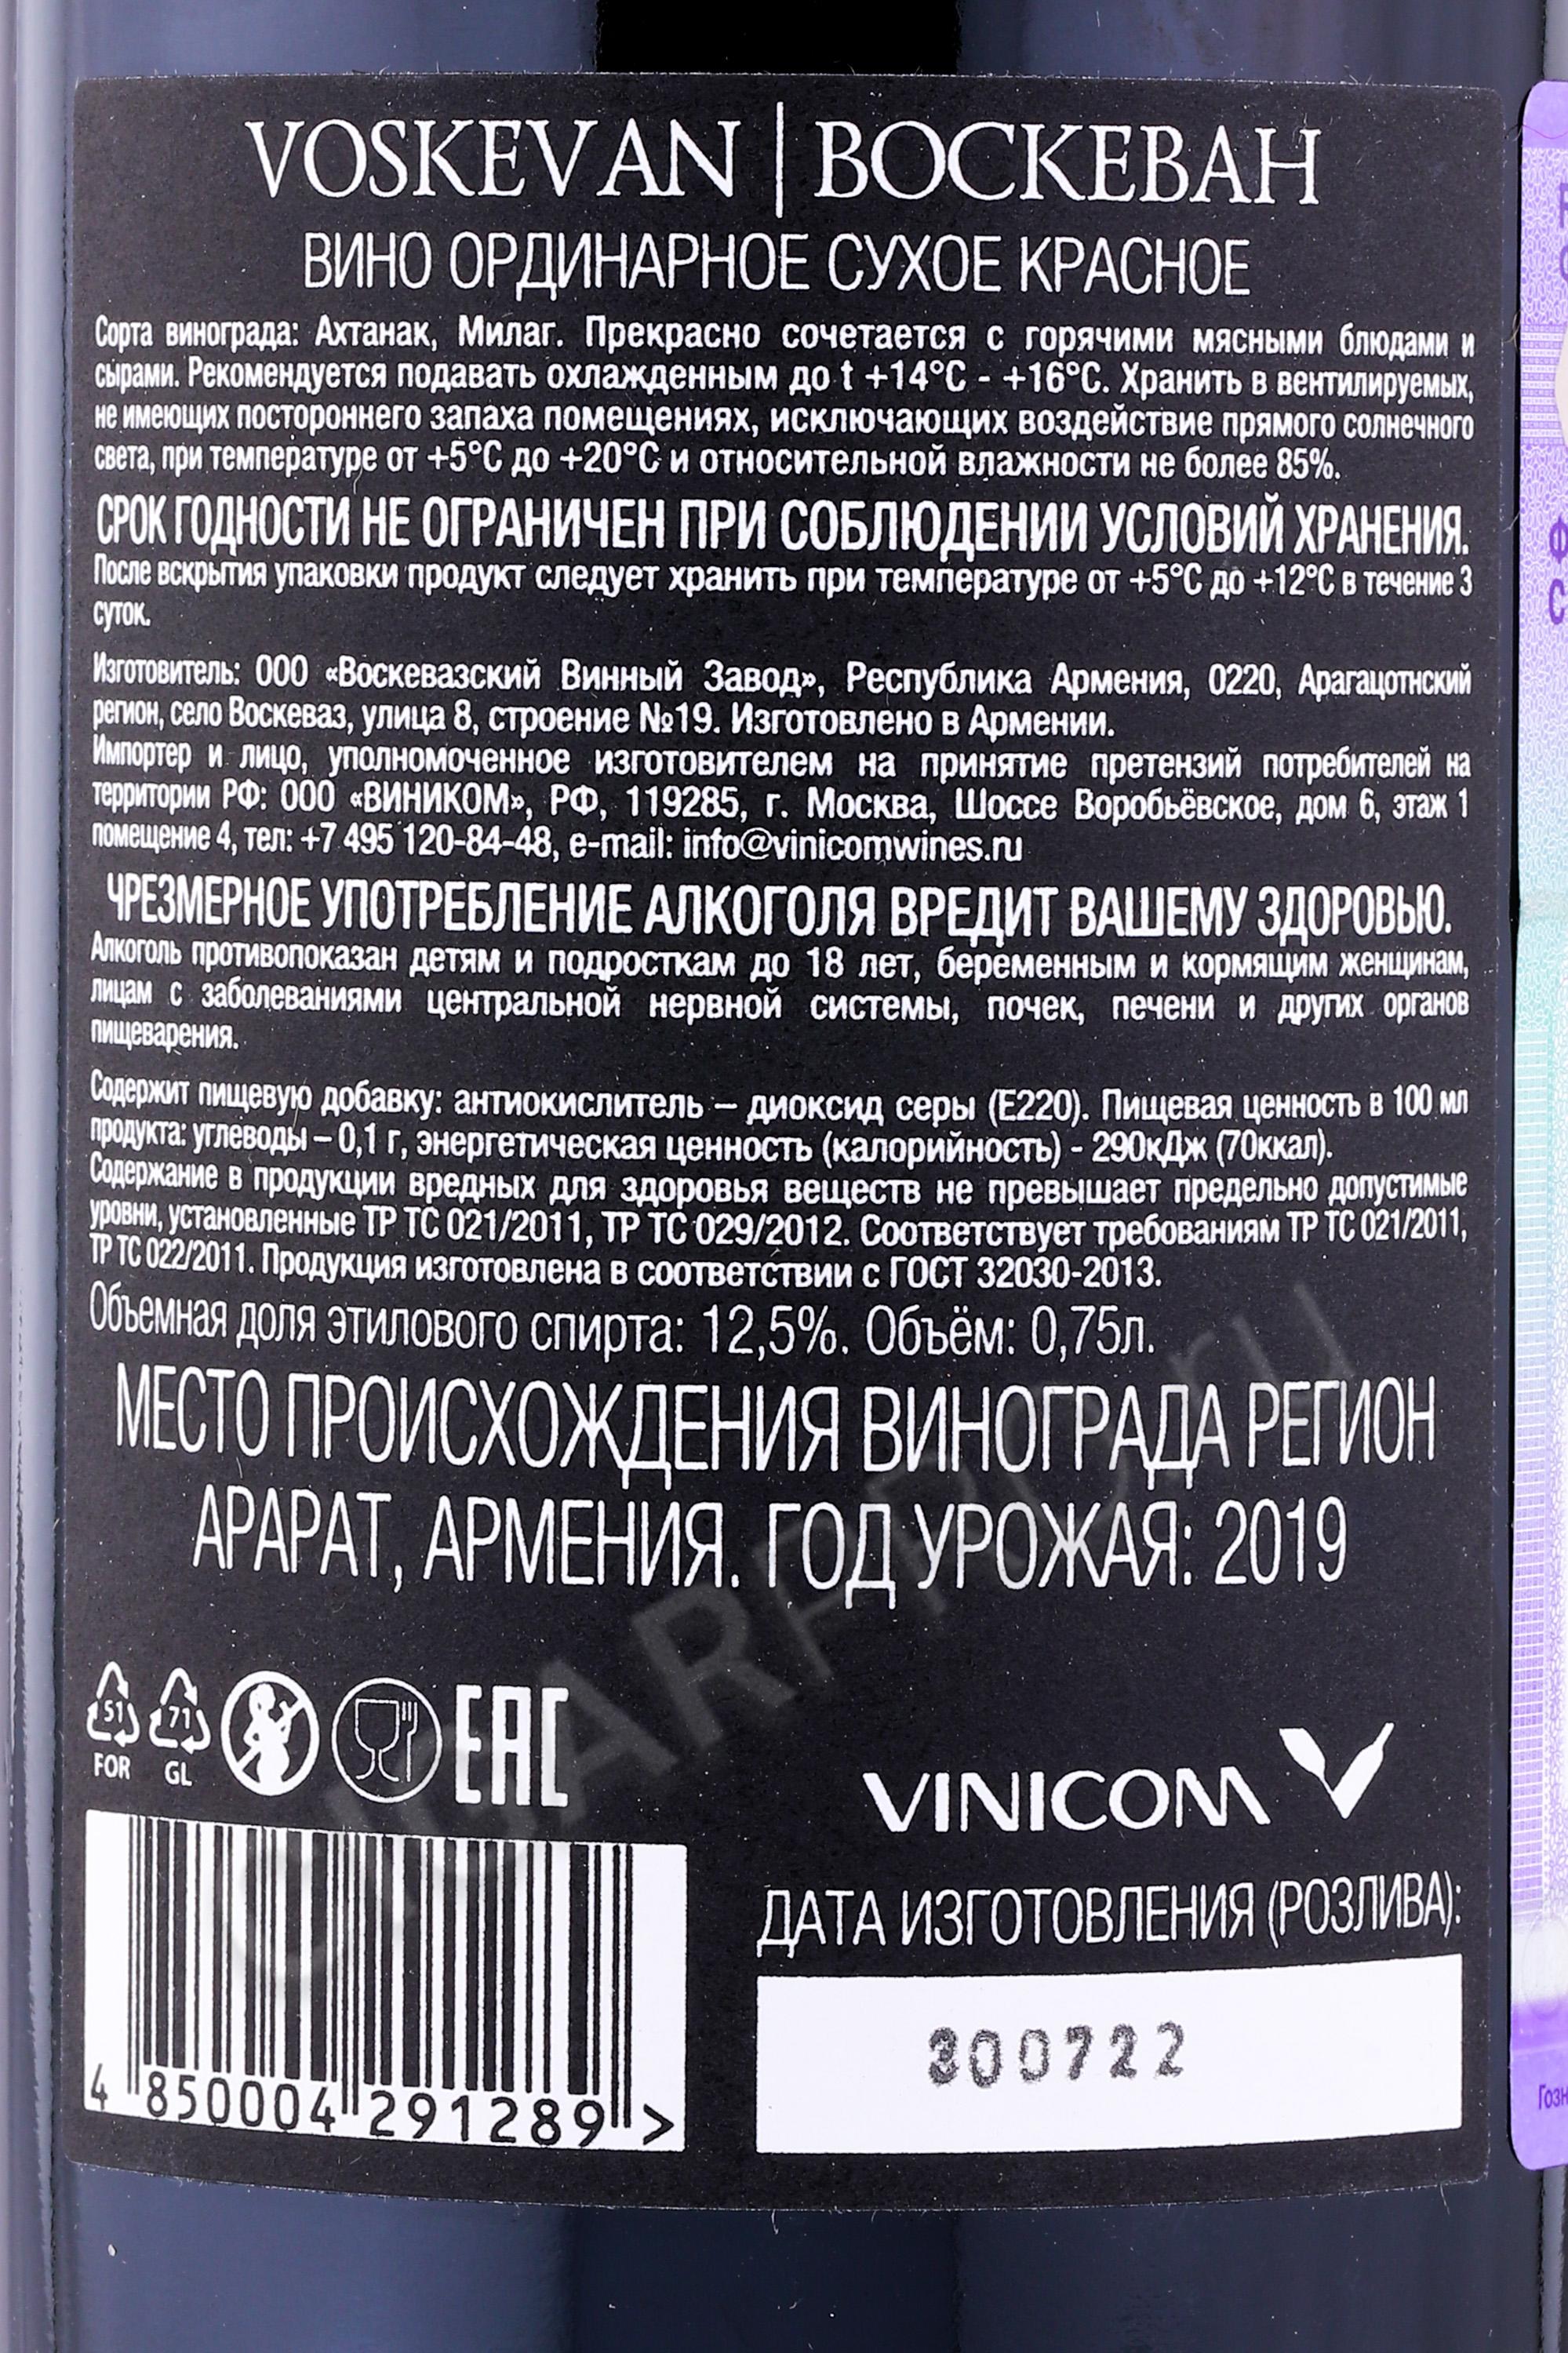 VOSKEVAN | ВОСКЕВАН
ВИНО ОРДИНАРНОЕ СУХОЕ КРАСНОЕ
Сорта винограда: Ахтанак, Милаг. Прекрасно сочетается с горячими мясными блюдами и
сырами. Рекомендуется подавать охлажденным до t +14°C - +16°C. Хранить в вентилируемых,
не имеющих постороннего запаха помещениях, исключающих воздействие прямого солнечного
света, при температуре от +5°C до +20°C и относительной влажности не более 85%.
СРОК ГОДНОСТИ НЕ ОГРАНИЧЕН ПРИ СОБЛЮДЕНИИ УСЛОВИЙ ХРАНЕНИЯ.
После вскрытия упаковки продукт следует хранить при температуре от +5°C до +12°C в течение 3
суток.
Изготовитель: ООО «Воскевазский Винный Завод», Республика Армения, 0220, Арагацотнский
регион, село Воскеваз, улица 8, строение №19. Изготовлено в Армении.
Импортер и лицо, уполномоченное изготовителем на принятие претензий потребителей на
территории РФ: ООО «ВИНИКОМ», РФ, 119285, г. Москва, Шоссе Воробьёвское, дом 6, этаж 1
помещение 4, тел: +7 495 120-84-48, e-mail: info@vinicomwines.ru
ЧРЕЗМЕРНОЕ УПОТРЕБЛЕНИЕ АЛКОГОЛЯ ВРЕДИТ ВАШЕМУ ЗДОРОВЬЮ.
Алкоголь противопоказан детям и подросткам до 18 лет, беременным и кормящим женщинам,
лицам с заболеваниями центральной нервной системы, почек, печени и других органов
пищеварения.
Содержит пищевую добавку: антиокислитель – диоксид серы (Е220). Пищевая ценность в 100 мл
продукта: углеводы – 0,1 г, энергетическая ценность (калорийность) - 290кДж (70ккал).
Содержание в продукции вредных для здоровья веществ не превышает предельно допустимые
уровни, установленные ТР ТС 021/2011, ТР ТС 029/2012. Соответствует требованиям ТР ТС 021/2011,
ТР ТС 022/2011. Продукция изготовлена в соответствии с ГОСТ 32030-2013.
Объемная доля этилового спирта: 12,5%. Объём: 0,75л.
МЕСТО ПРОИСХОЖДЕНИЯ ВИНОГРАДА РЕГИОН
АРАРАТ, АРМЕНИЯ. ГОД УРОЖАЯ: 2019
51 71 ЕАС
FOR GL
VINICOM
ДАТА ИЗГОТОВЛЕНИЯ (РОЗЛИВА):
300722
4 850004 291289 >
CIGARPRO.ru